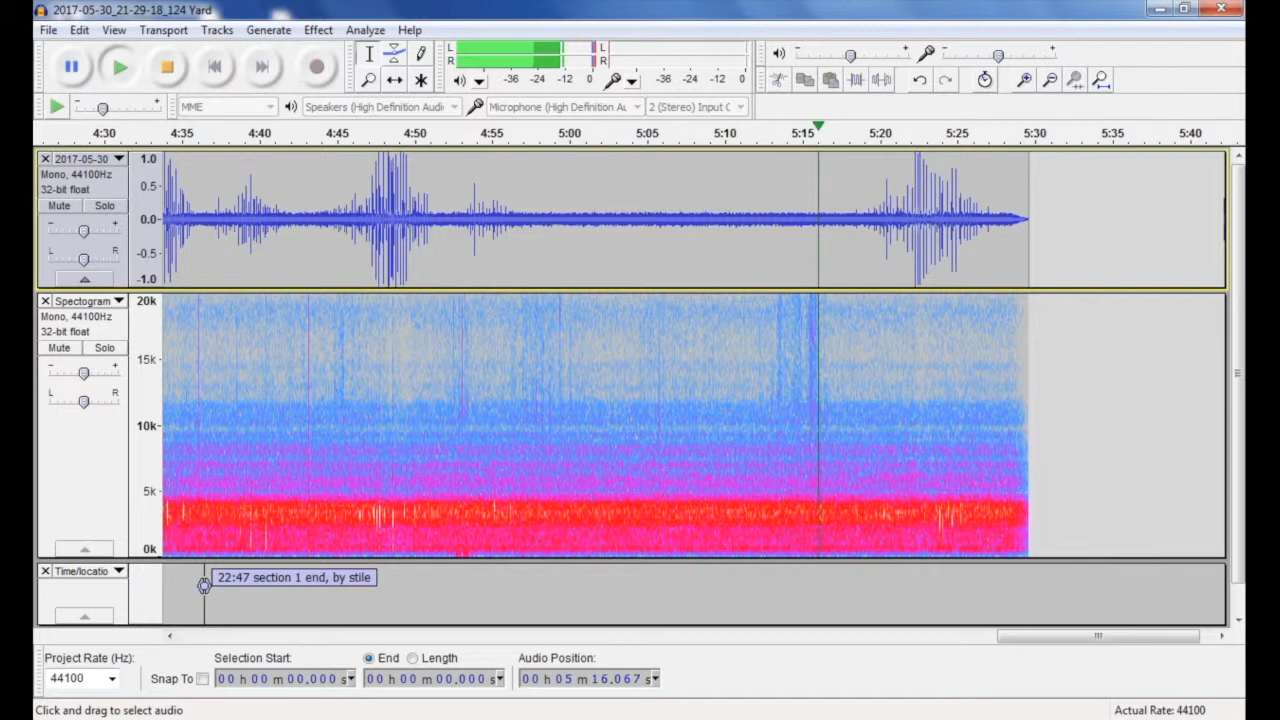 2017-05-30_21-29-18_124 Yard
File Edit View Transport Tracks Generate Effect Analyze Help
L
R
-36 -24 -12 0
L
R
-36 -24 -12 0
MME
Speakers (High Definition Audi
Microphone (High Definition Au
2 (Stereo) Input C
4:30 4:35 4:40 4:45 4:50 4:55 5:00 5:05 5:10 5:15 5:20 5:25 5:30 5:35 5:40
2017-05-30
Mono, 44100Hz
32-bit float
Mute Solo
- +
L R
1.0
0.5
0.0
-0.5
-1.0
Spectogram
Mono, 44100Hz
32-bit float
Mute Solo
- +
L R
20k
15k
10k
5k
0k
Time/locatio
22:47 section 1 end, by stile
Project Rate (Hz):
44100
Snap To
Selection Start:
00 h 00 m 00.000 s
End Length
00 h 00 m 00.000 s
Audio Position:
00 h 05 m 16.067 s
Click and drag to select audio
Actual Rate: 44100